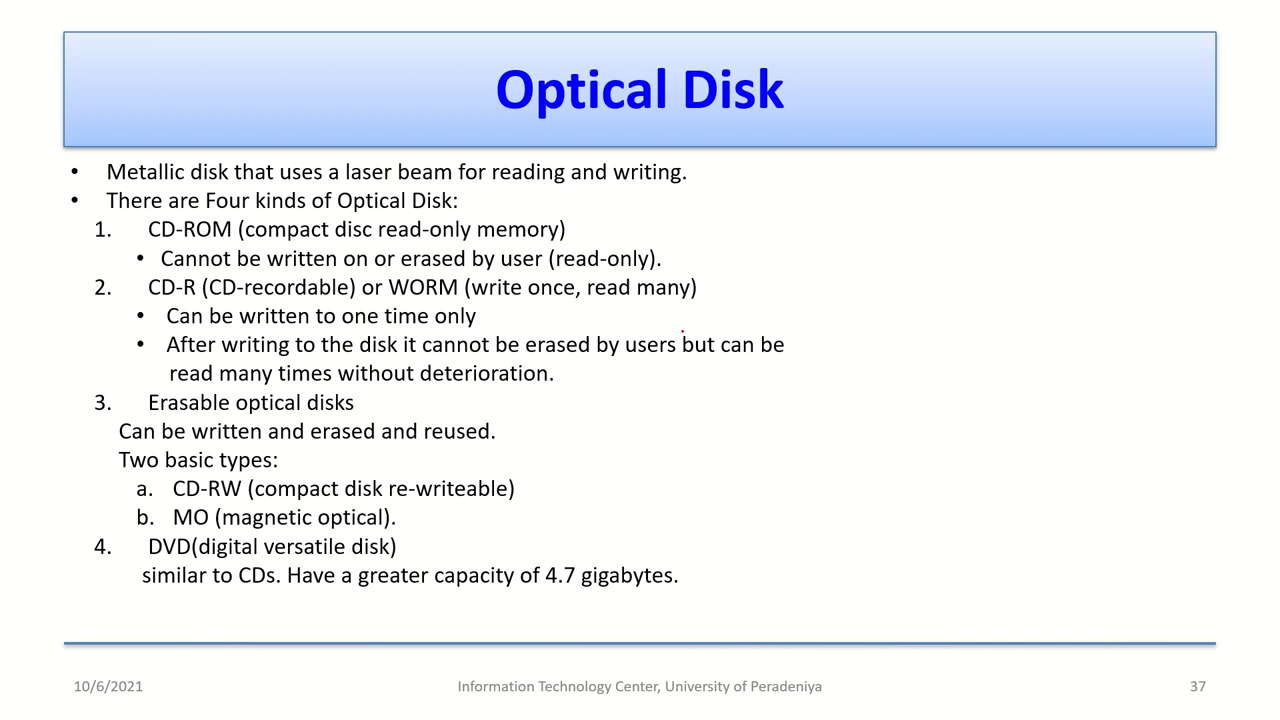 Optical Disk
• Metallic disk that uses a laser beam for reading and writing.
• There are Four kinds of Optical Disk:
1. CD-ROM (compact disc read-only memory)
• Cannot be written on or erased by user (read-only).
2. CD-R (CD-recordable) or WORM (write once, read many)
• Can be written to one time only
• After writing to the disk it cannot be erased by users but can be
read many times without deterioration.
3. Erasable optical disks
Can be written and erased and reused.
Two basic types:
a. CD-RW (compact disk re-writeable)
b. MO (magnetic optical).
4. DVD(digital versatile disk)
similar to CDs. Have a greater capacity of 4.7 gigabytes.
10/6/2021 Information Technology Center, University of Peradeniya 37